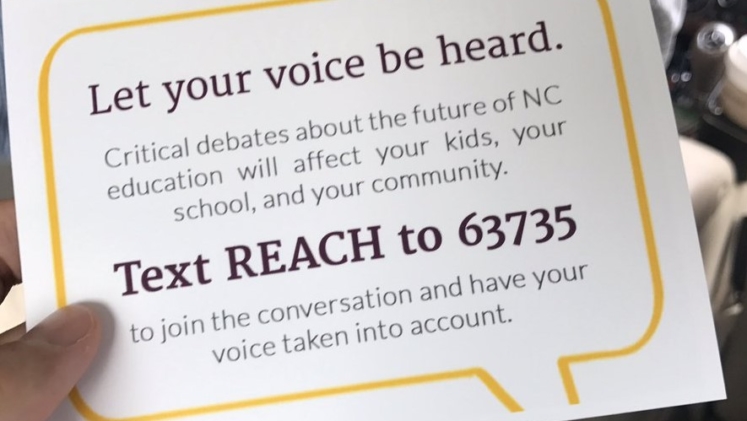 Let your voice be heard.
Critical debates about the future of NC
education will affect your kids, your
school, and your community.
Text REACH to 63735
to join the conversation and have your
voice taken into account.